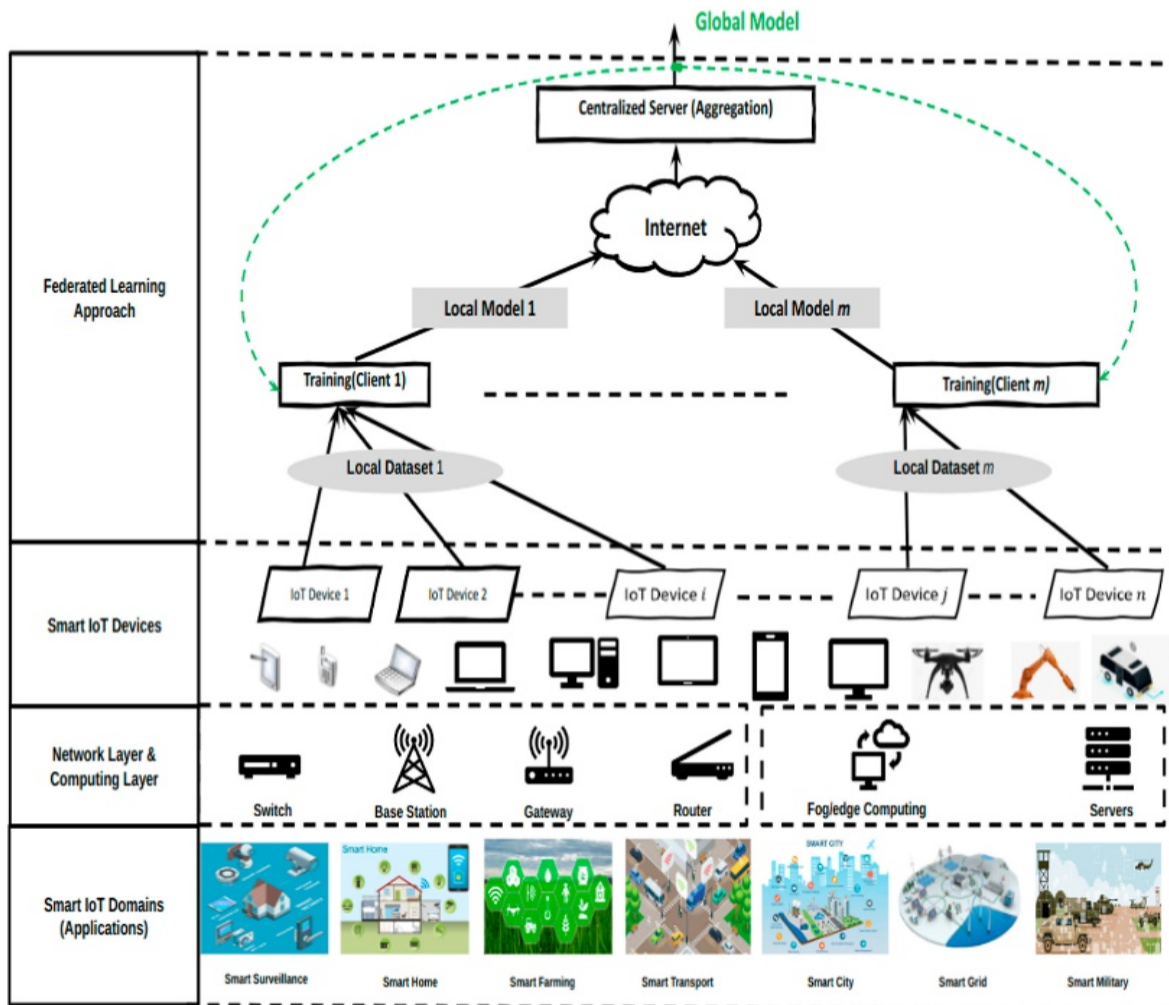 Global Model
Centralized Server (Aggregation)
Internet
Federated Learning
Approach
Local Model 1
Local Model m
Training(Client 1)
Training(Client m)
Local Dataset 1
Local Dataset m
Smart IoT Devices
IoT Device 1
IoT Device 2
IoT Device i
IoT Device j
IoT Device n
Network Layer &
Computing Layer
Switch
Base Station
Gateway
Router
Fog/edge Computing
Servers
Smart IoT Domains
(Applications)
Smart Home
SMART CITY
Smart Surveillance
Smart Home
Smart Farming
Smart Transport
Smart City
Smart Grid
Smart Military